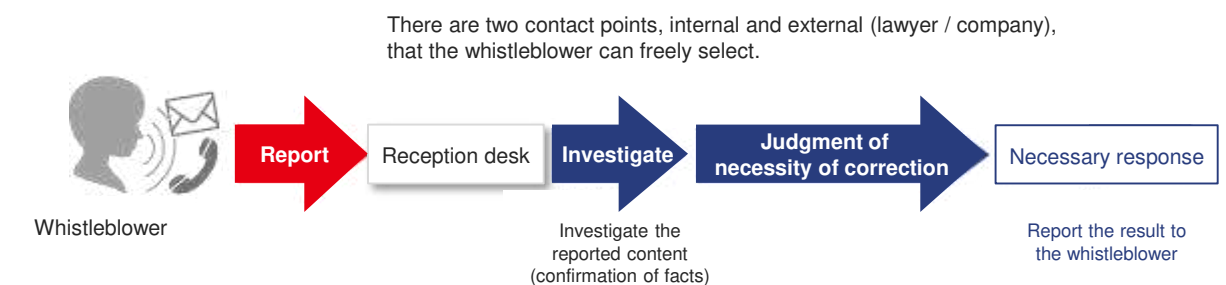 There are two contact points, internal and external (lawyer / company),
that the whistleblower can freely select.
Report
Reception desk
Investigate
Judgment of
necessity of correction
Necessary response
Whistleblower
Investigate the
reported content
(confirmation of facts)
Report the result to
the whistleblower